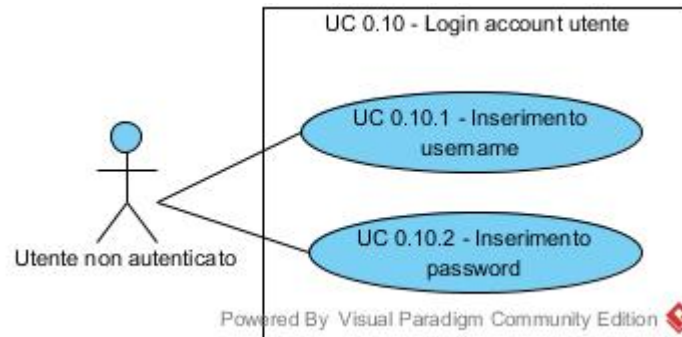 UC 0.10 - Login account utente
UC 0.10.1 - Inserimento
username
Utente non autenticato
UC 0.10.2 - Inserimento
password
Powered By Visual Paradigm Community Edition